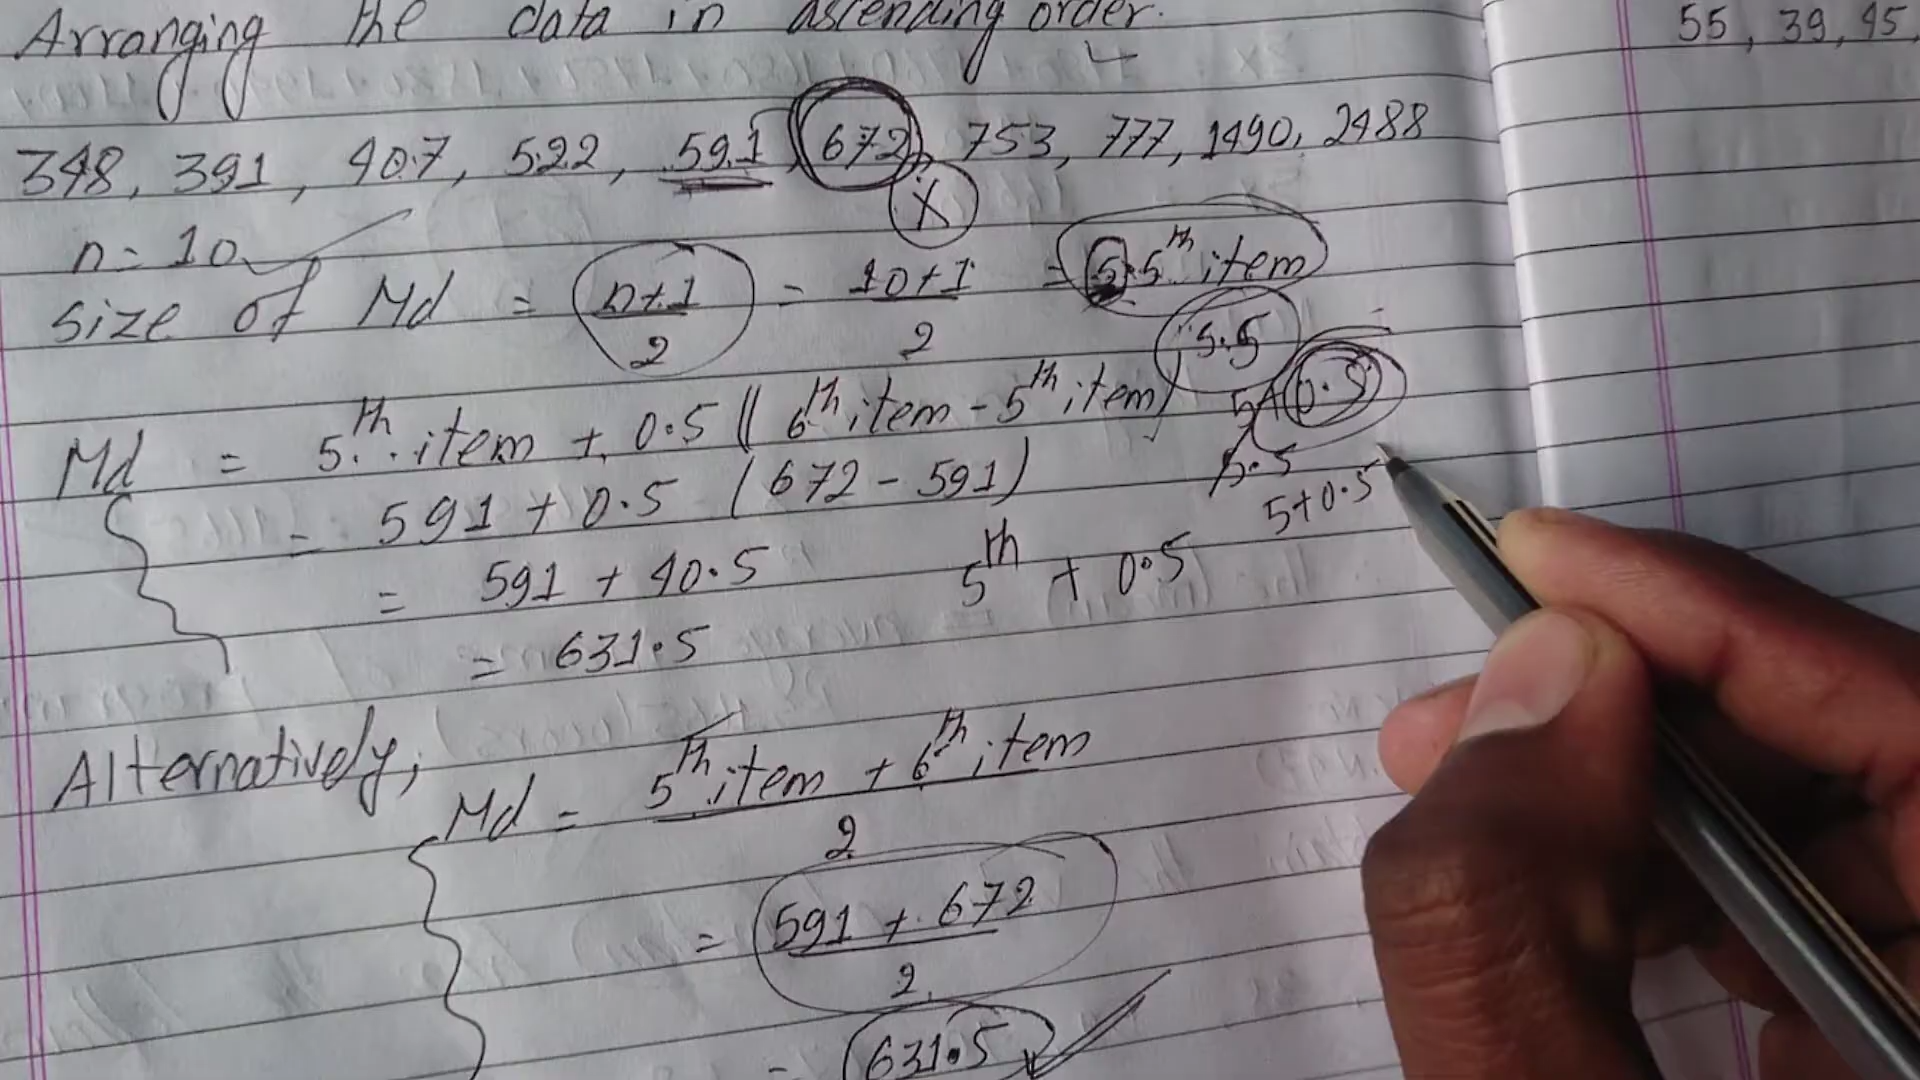 Arranging the data in ascending order.
348, 391, 407, 522, 591, 672, 753, 777, 1490, 2488
X
n = 10
size of Md = n+1/2 = 10+1/2 = 5.5th item
5.5
Md = 5th item + 0.5 (6th item - 5th item)
5+0.5
5.5
5+0.5
= 591 + 0.5 (672 - 591)
= 591 + 40.5
5th + 0.5
= 631.5
Alternatively,
Md = 5th item + 6th item
2
= 591 + 672
2
= 631.5
55, 39, 45,